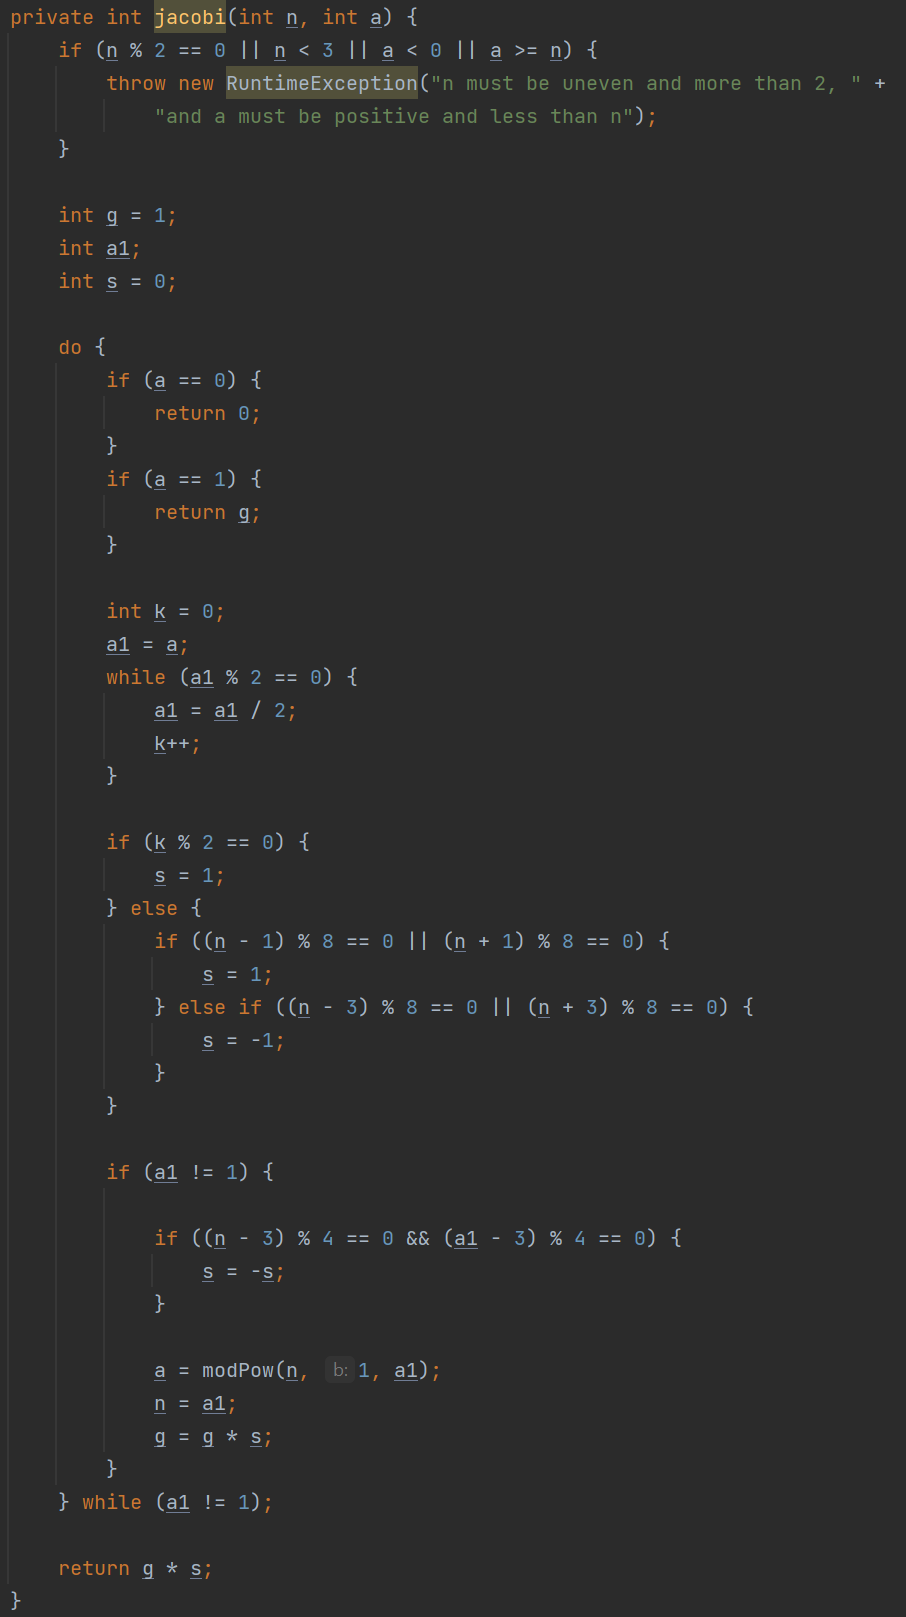 private int jacobi(int n, int a) {
    if (n % 2 == 0 || n < 3 || a < 0 || a >= n) {
        throw new RuntimeException("n must be uneven and more than 2, " +
            "and a must be positive and less than n");
    }

    int g = 1;
    int a1;
    int s = 0;

    do {
        if (a == 0) {
            return 0;
        }
        if (a == 1) {
            return g;
        }

        int k = 0;
        a1 = a;
        while (a1 % 2 == 0) {
            a1 = a1 / 2;
            k++;
        }

        if (k % 2 == 0) {
            s = 1;
        } else {
            if ((n - 1) % 8 == 0 || (n + 1) % 8 == 0) {
                s = 1;
            } else if ((n - 3) % 8 == 0 || (n + 3) % 8 == 0) {
                s = -1;
            }
        }

        if (a1 != 1) {

            if ((n - 3) % 4 == 0 && (a1 - 3) % 4 == 0) {
                s = -s;
            }

            a = modPow(n, b: 1, a1);
            n = a1;
            g = g * s;
        }
    } while (a1 != 1);

    return g * s;
}